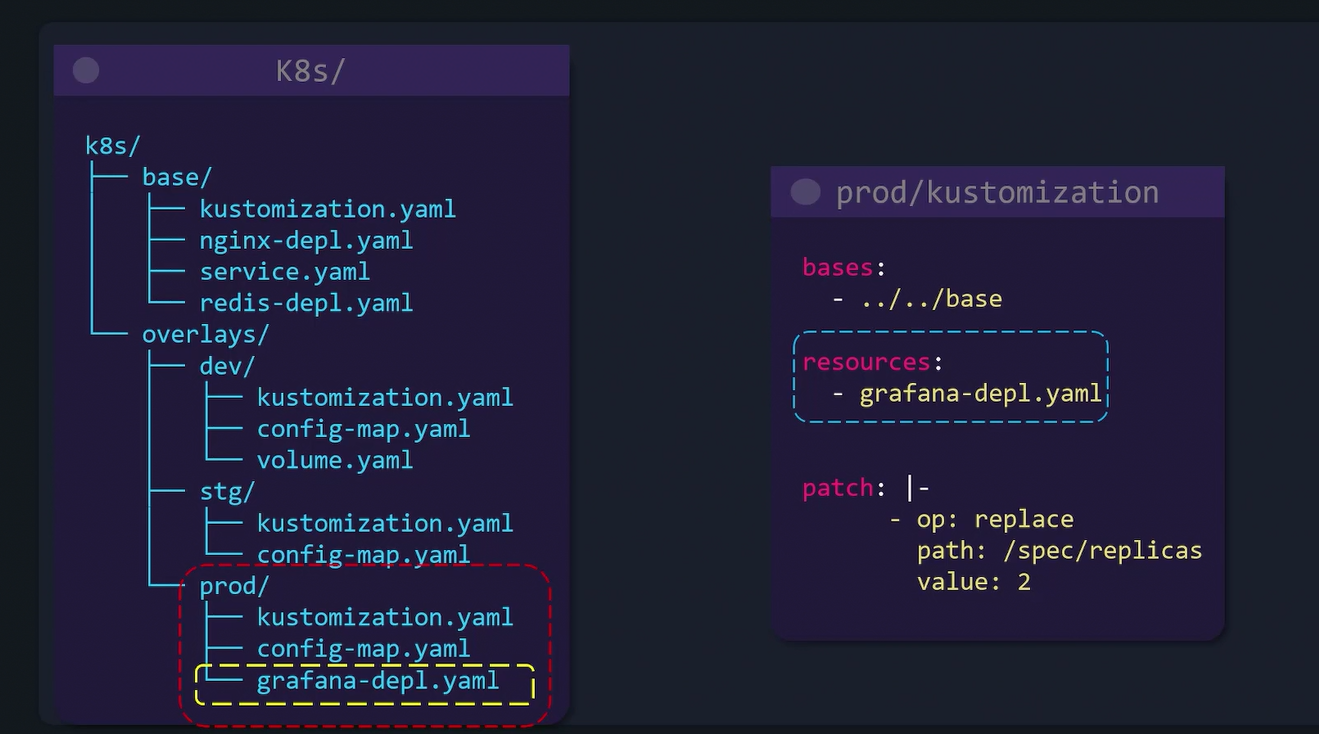 K8s/
k8s/
base/
kustomization.yaml
nginx-depl.yaml
service.yaml
redis-depl.yaml
overlays/
dev/
kustomization.yaml
config-map.yaml
volume.yaml
stg/
kustomization.yaml
config-map.yaml
prod/
kustomization.yaml
config-map.yaml
grafana-depl.yaml
prod/kustomization
bases:
- ../../base
resources:
- grafana-depl.yaml
patch: |-
- op: replace
path: /spec/replicas
value: 2